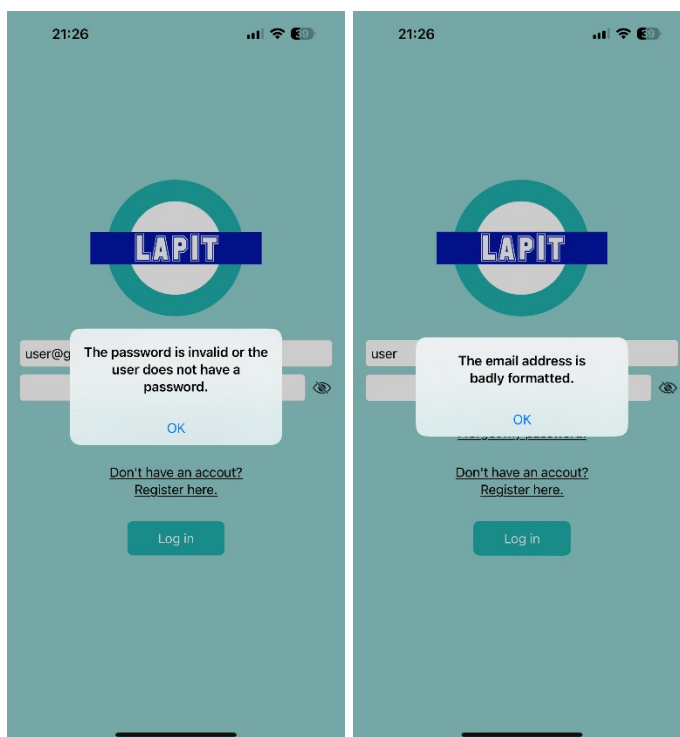 21:26
39
LAPIT
user@g
The password is invalid or the
user does not have a
password.
OK
Don't have an accout?
Register here.
Log in
21:26
39
LAPIT
user
The email address is
badly formatted.
OK
Don't have an accout?
Register here.
Log in